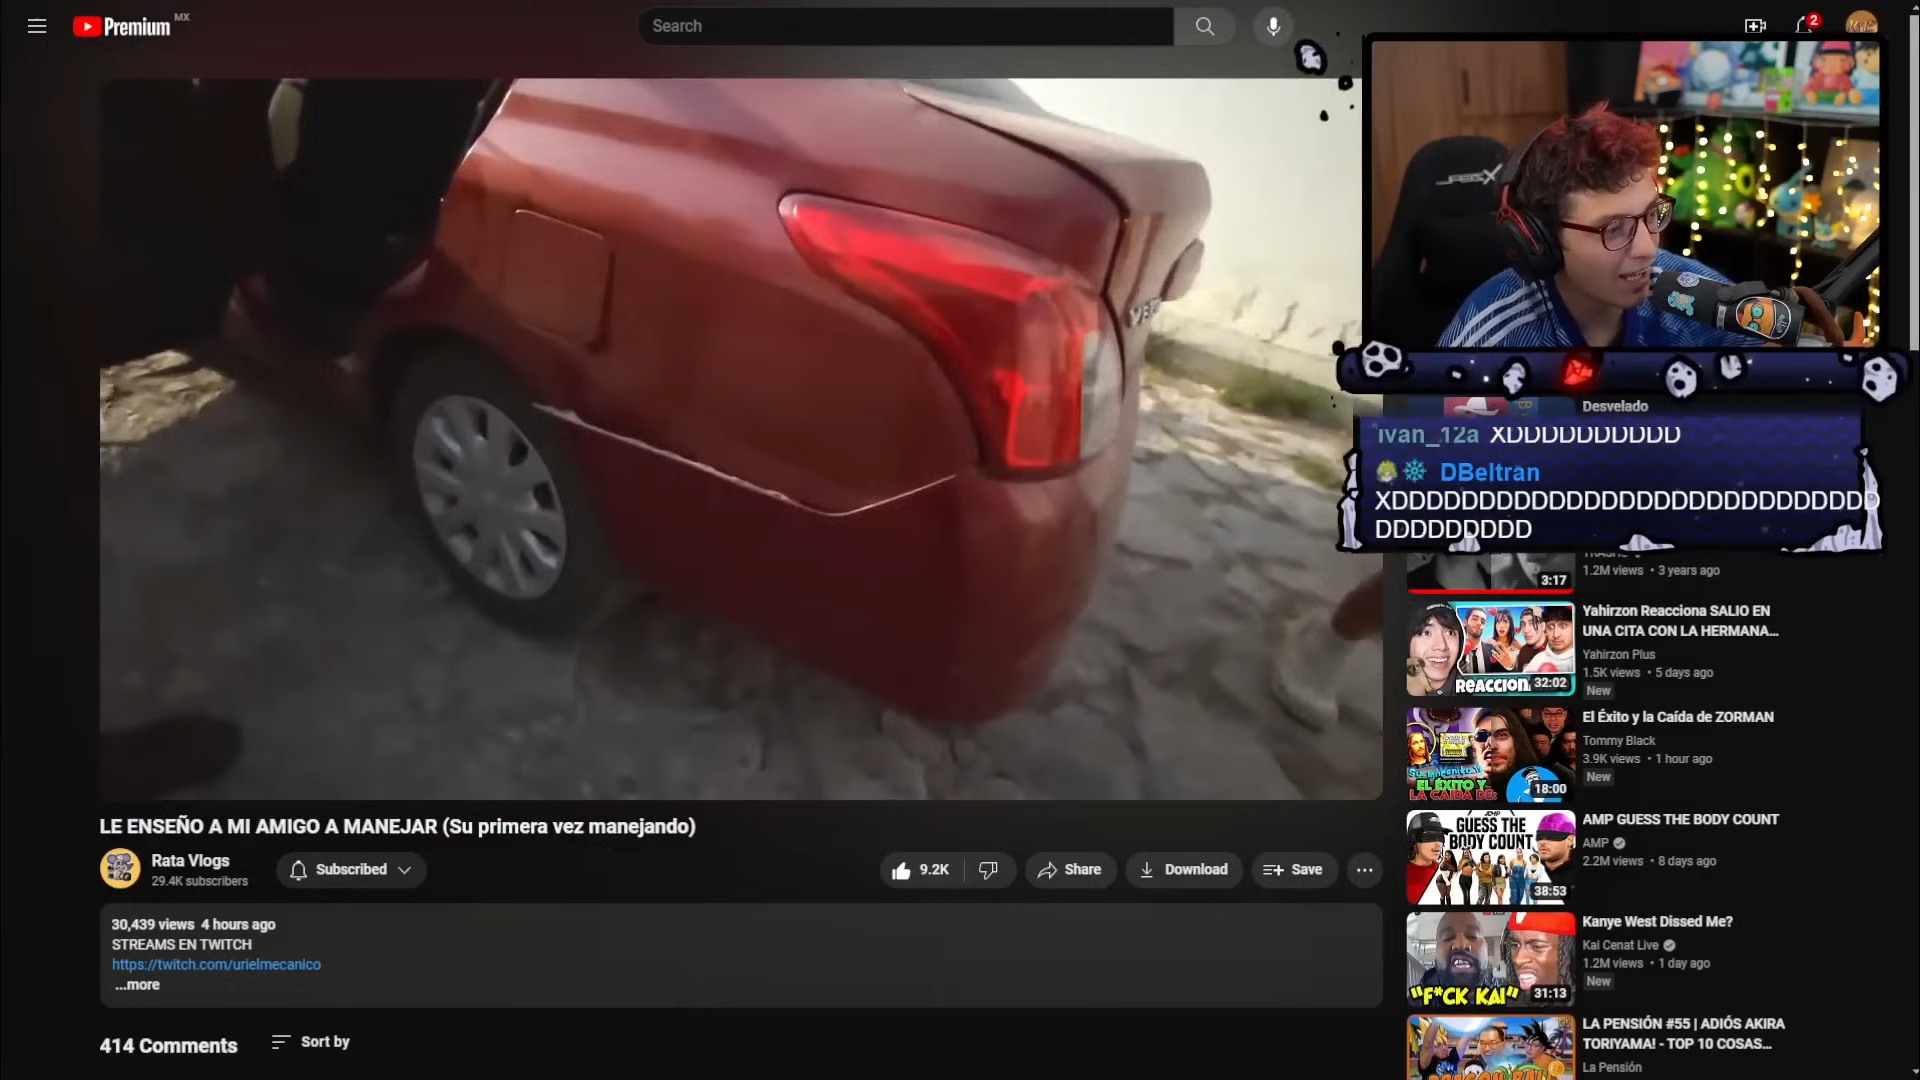 Premium MX
Search
2
VERSA
Desvelado
Ivan_12a XDDDDDDDDDD
DBeltran
XDDDDDDDDDDDDDDDDDDDDDDDDDD
DDDDDDDDD
3:17
1.2M views • 3 years ago
Yahirzon Reacciona SALIO EN
UNA CITA CON LA HERMANA...
Yahirzon Plus
1.5K views • 5 days ago
New
REACCION
32:02
El Éxito y la Caída de ZORMAN
Tommy Black
3.9K views • 1 hour ago
New
EL ÉXITO Y
LA CAÍDA DE:
18:00
AMP GUESS THE BODY COUNT
AMP
2.2M views • 8 days ago
AMP
GUESS THE
BODY COUNT
38:53
Kanye West Dissed Me?
Kai Cenat Live
1.2M views • 1 day ago
New
"F*CK KAI"
31:13
LA PENSIÓN #55 | ADIÓS AKIRA
TORIYAMA! - TOP 10 COSAS...
La Pensión
LE ENSEÑO A MI AMIGO A MANEJAR (Su primera vez manejando)
Rata Vlogs
29.4K subscribers
Subscribed
9.2K
Share
Download
Save
30,439 views 4 hours ago
STREAMS EN TWITCH
https://twitch.com/urielmecanico
...more
414 Comments
Sort by